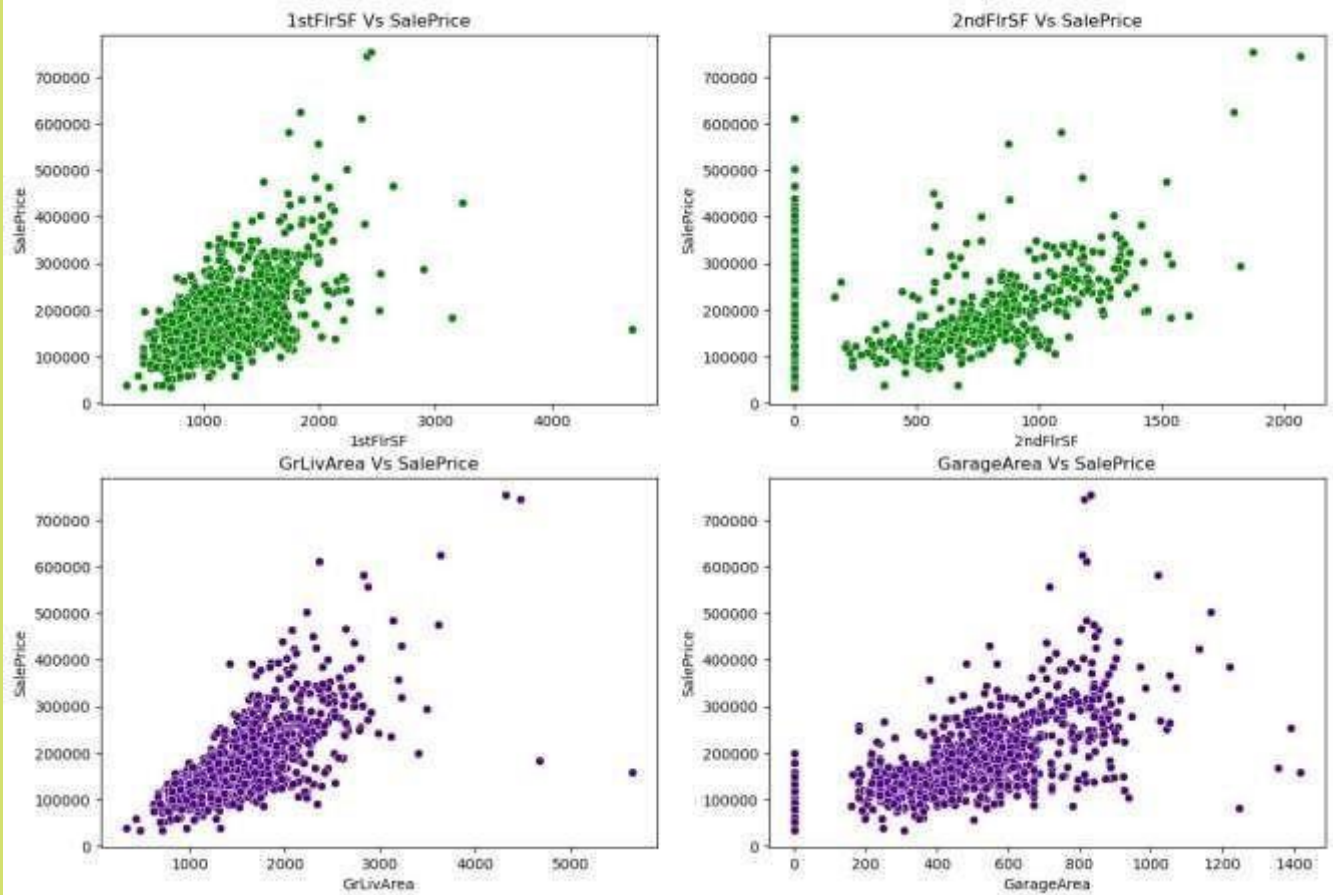 1stFlrSF Vs SalePrice
700000
600000
500000
400000
300000
200000
100000
0
SalePrice
1000 2000 3000 4000
1stFlrSF
2ndFlrSF Vs SalePrice
700000
600000
500000
400000
300000
200000
100000
0
SalePrice
0 500 1000 1500 2000
2ndFlrSF
GrLivArea Vs SalePrice
700000
600000
500000
400000
300000
200000
100000
0
SalePrice
1000 2000 3000 4000 5000
GrLivArea
GarageArea Vs SalePrice
700000
600000
500000
400000
300000
200000
100000
0
SalePrice
0 200 400 600 800 1000 1200 1400
GarageArea